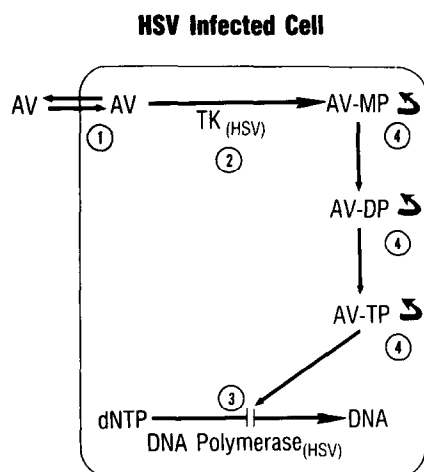 HSV Infected Cell
AV AV AV-MP
① TK(HSV) ④
②
AV-DP
④
AV-TP
④
③
dNTP DNA
DNA Polymerase(HSV)